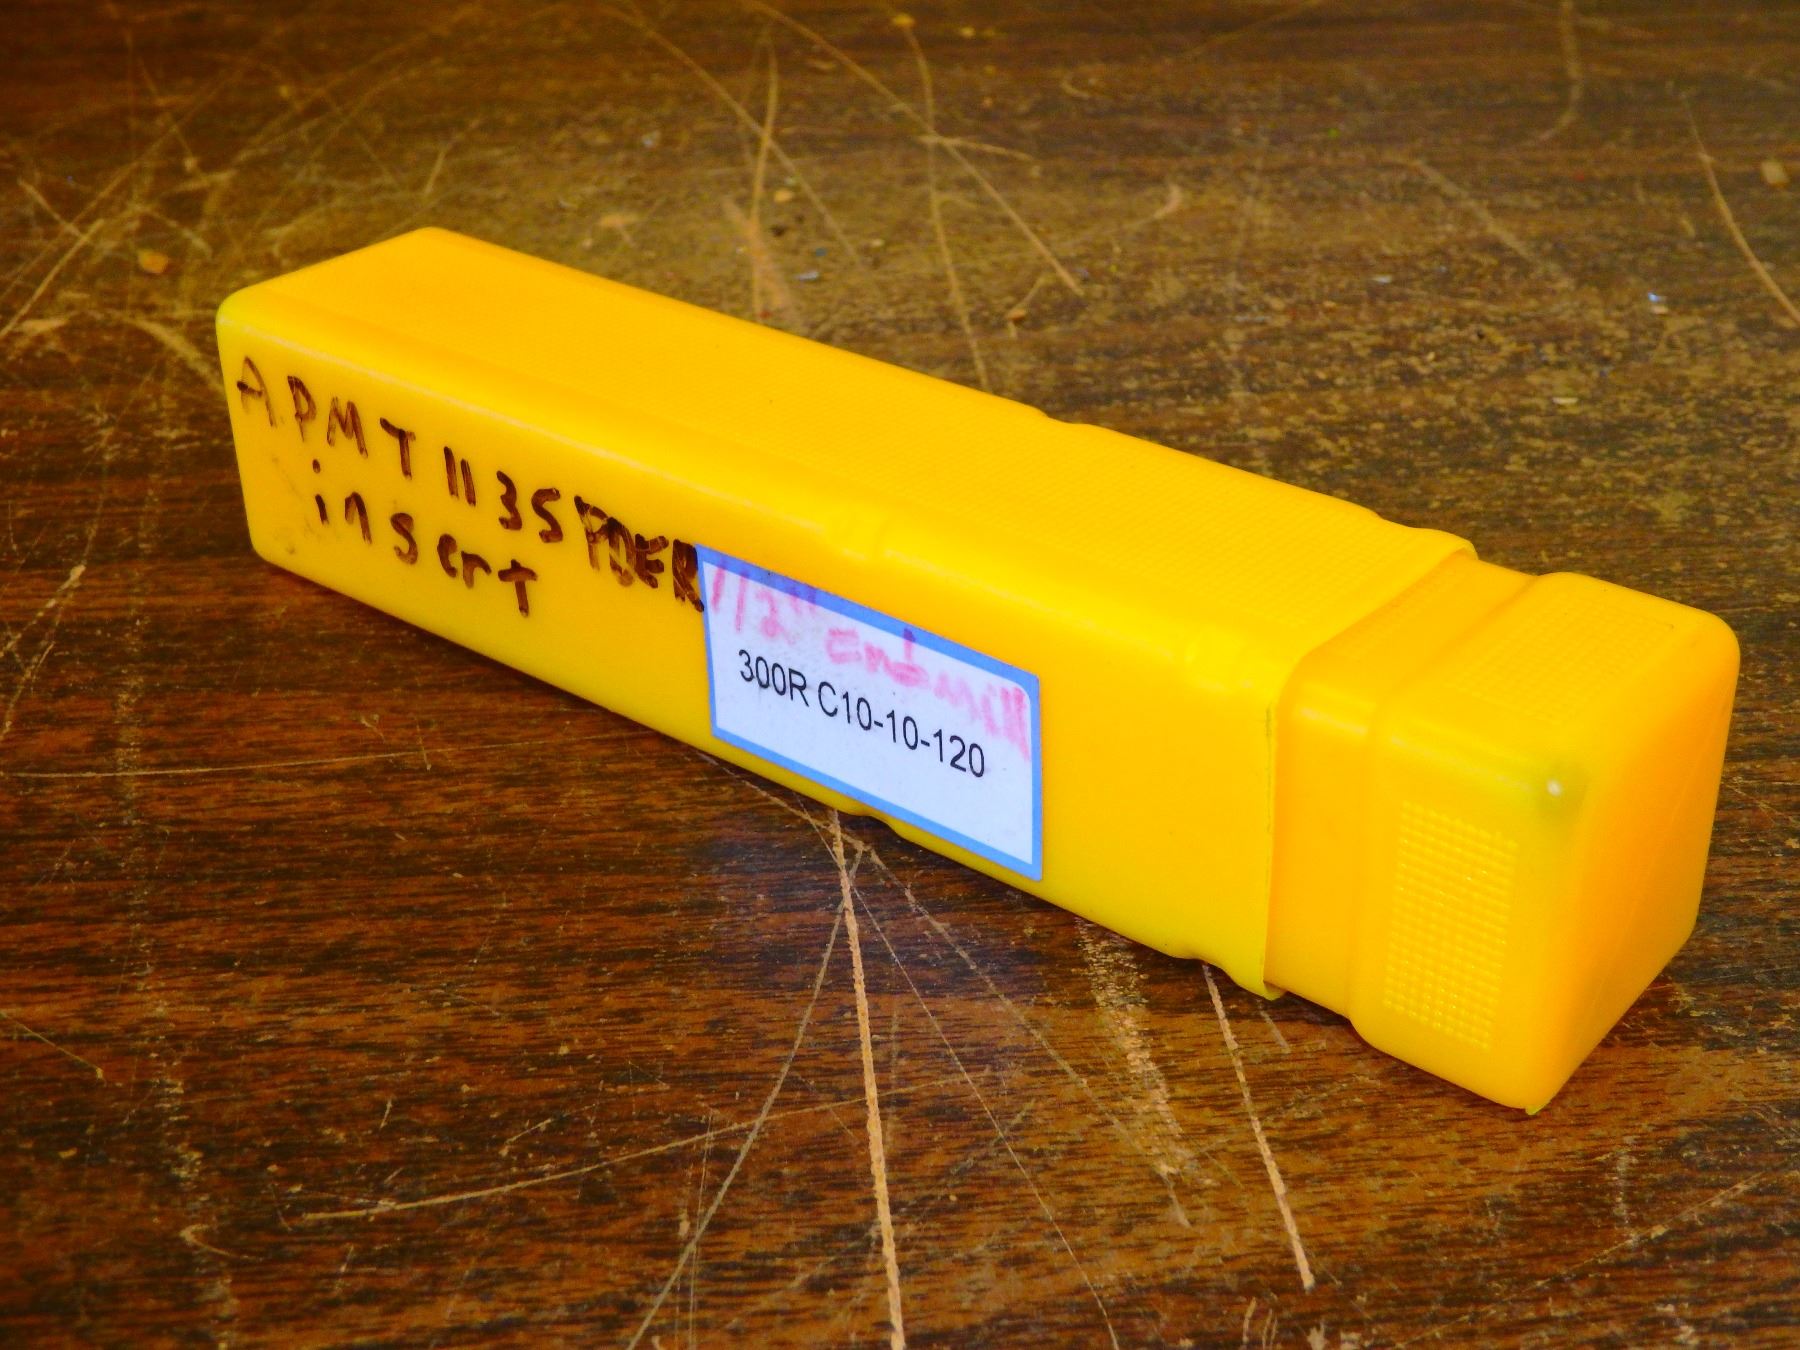 APMT1135PDER
insert
1/2" Endmill
300R C10-10-120